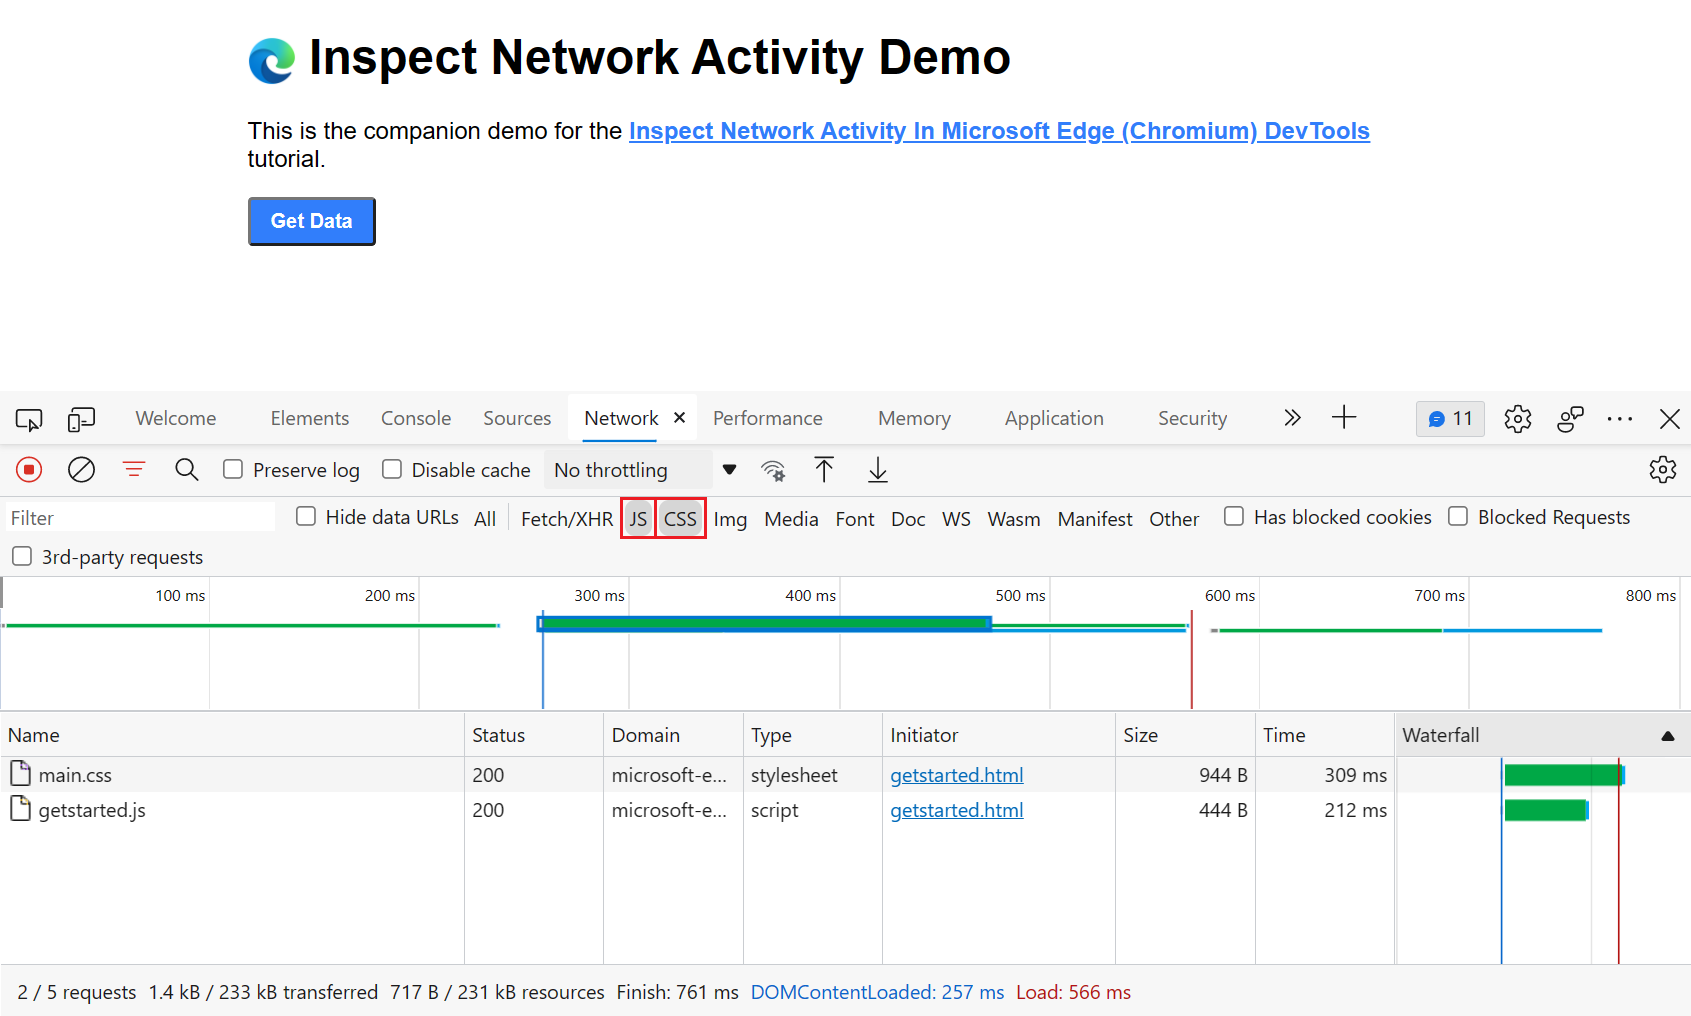 Inspect Network Activity Demo
This is the companion demo for the Inspect Network Activity In Microsoft Edge (Chromium) DevTools
tutorial.
Get Data
Welcome Elements Console Sources Network Performance Memory Application Security 11
Preserve log Disable cache No throttling
Filter Hide data URLs All Fetch/XHR JS CSS Img Media Font Doc WS Wasm Manifest Other Has blocked cookies Blocked Requests
3rd-party requests
100 ms 200 ms 300 ms 400 ms 500 ms 600 ms 700 ms 800 ms
Name Status Domain Type Initiator Size Time Waterfall
main.css 200 microsoft-e... stylesheet getstarted.html 944 B 309 ms
getstarted.js 200 microsoft-e... script getstarted.html 444 B 212 ms
2 / 5 requests 1.4 kB / 233 kB transferred 717 B / 231 kB resources Finish: 761 ms DOMContentLoaded: 257 ms Load: 566 ms